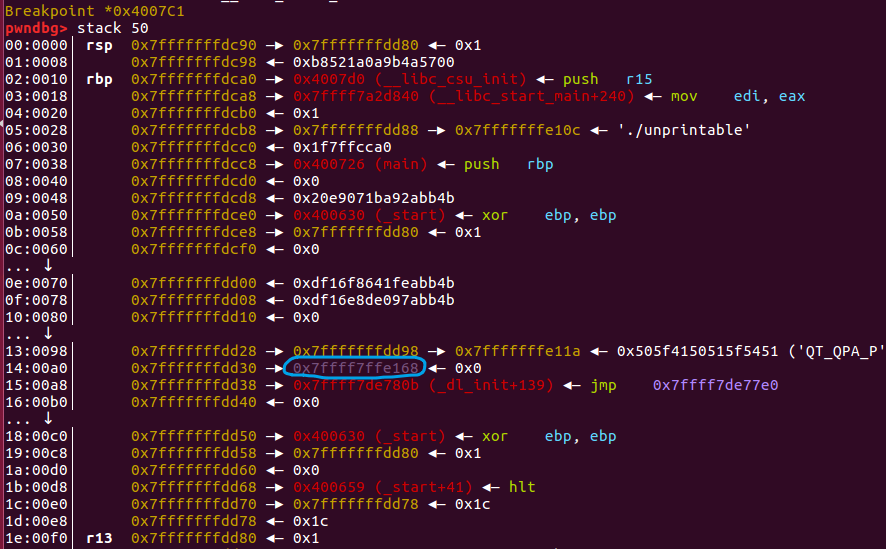 Breakpoint *0x4007C1
pwndbg> stack 50
00:0000│ rsp 0x7fffffffdc90 —▸ 0x7fffffffdd80 ◂— 0x1
01:0008│ 0x7fffffffdc98 ◂— 0xb8521a0a9b4a5700
02:0010│ rbp 0x7fffffffdca0 —▸ 0x4007d0 (__libc_csu_init) ◂— push r15
03:0018│ 0x7fffffffdca8 —▸ 0x7ffff7a2d840 (__libc_start_main+240) ◂— mov edi, eax
04:0020│ 0x7fffffffdcb0 ◂— 0x1
05:0028│ 0x7fffffffdcb8 —▸ 0x7fffffffdd88 —▸ 0x7fffffffe10c ◂— './unprintable'
06:0030│ 0x7fffffffdcc0 ◂— 0x1f7ffcca0
07:0038│ 0x7fffffffdcc8 —▸ 0x400726 (main) ◂— push rbp
08:0040│ 0x7fffffffdcd0 ◂— 0x0
09:0048│ 0x7fffffffdcd8 ◂— 0x20e9071ba92abb4b
0a:0050│ 0x7fffffffdce0 —▸ 0x400630 (_start) ◂— xor ebp, ebp
0b:0058│ 0x7fffffffdce8 —▸ 0x7fffffffdd80 ◂— 0x1
0c:0060│ 0x7fffffffdcf0 ◂— 0x0
... ↓
0e:0070│ 0x7fffffffdd00 ◂— 0xdf16f8641feabb4b
0f:0078│ 0x7fffffffdd08 ◂— 0xdf16e8de097abb4b
10:0080│ 0x7fffffffdd10 ◂— 0x0
... ↓
13:0098│ 0x7fffffffdd28 —▸ 0x7fffffffdd98 —▸ 0x7fffffffe11a ◂— 0x505f4150515f5451 ('QT_QPA_P'
14:00a0│ 0x7fffffffdd30 —▸ 0x7ffff7ffe168 ◂— 0x0
15:00a8│ 0x7fffffffdd38 —▸ 0x7ffff7de780b (_dl_init+139) ◂— jmp 0x7ffff7de77e0
16:00b0│ 0x7fffffffdd40 ◂— 0x0
... ↓
18:00c0│ 0x7fffffffdd50 —▸ 0x400630 (_start) ◂— xor ebp, ebp
19:00c8│ 0x7fffffffdd58 —▸ 0x7fffffffdd80 ◂— 0x1
1a:00d0│ 0x7fffffffdd60 ◂— 0x0
1b:00d8│ 0x7fffffffdd68 —▸ 0x400659 (_start+41) ◂— hlt
1c:00e0│ 0x7fffffffdd70 —▸ 0x7fffffffdd78 ◂— 0x1c
1d:00e8│ 0x7fffffffdd78 ◂— 0x1c
1e:00f0│ r13 0x7fffffffdd80 ◂— 0x1